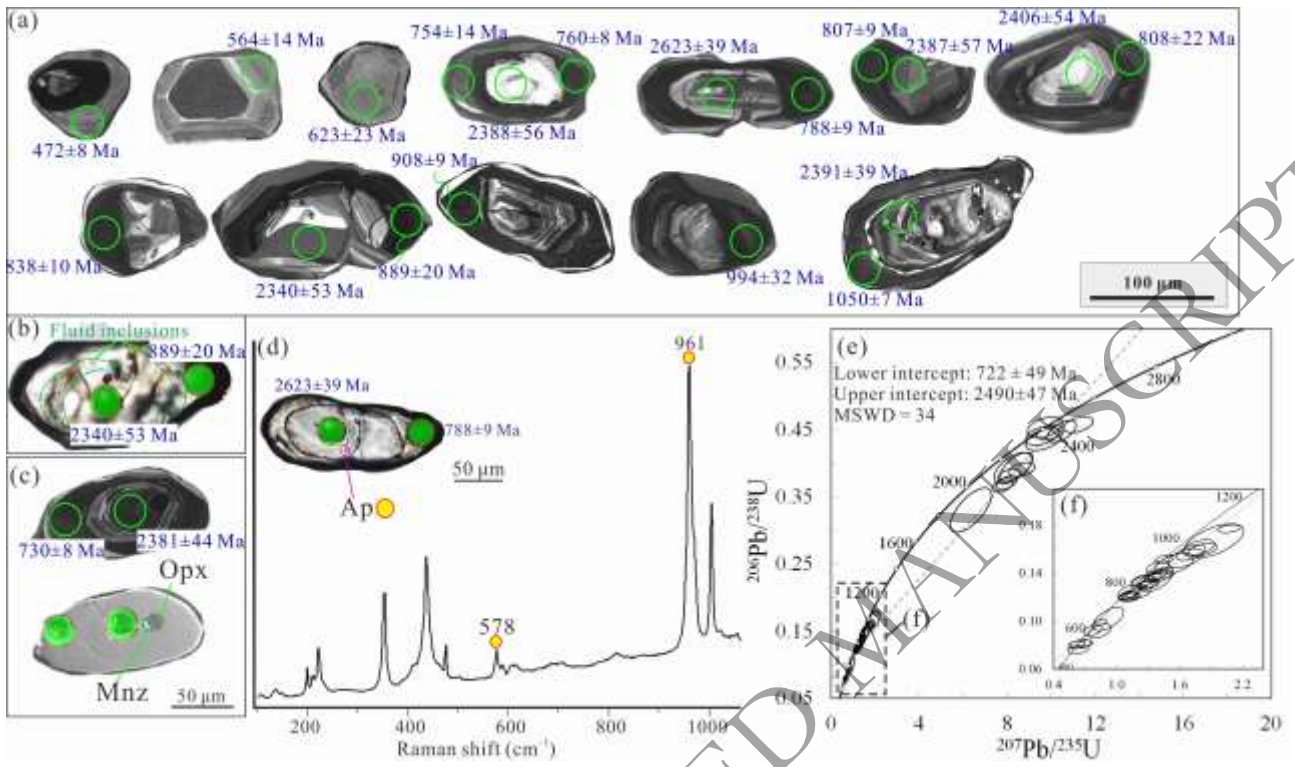 (a)
564±14 Ma
754±14 Ma
760±8 Ma
2623±39 Ma
807±9 Ma
2387±57 Ma
2406±54 Ma
808±22 Ma
472±8 Ma
623±23 Ma
2388±56 Ma
788±9 Ma
908±9 Ma
2391±39 Ma
838±10 Ma
2340±53 Ma
889±20 Ma
994±32 Ma
1050±7 Ma
100 μm
(b)
Fluid inclusions
889±20 Ma
2340±53 Ma
(c)
730±8 Ma
2381±44 Ma
Opx
Mnz
50 μm
(d)
961
2623±39 Ma
788±9 Ma
50 μm
Ap
578
200
400
600
800
1000
Raman shift (cm⁻¹)
(e)
Lower intercept: 722 ± 49 Ma
Upper intercept: 2490±47 Ma
MSWD = 34
2800
2400
2000
1600
1200
(f)
0.55
0.45
0.35
0.25
0.15
0.05
²⁰⁶Pb/²³⁸U
0
4
8
12
16
20
²⁰⁷Pb/²³⁵U
(f)
1200
1000
800
600
0.18
0.14
0.10
0.06
0.4
1.0
1.6
2.2
ED MANUSCRIPT